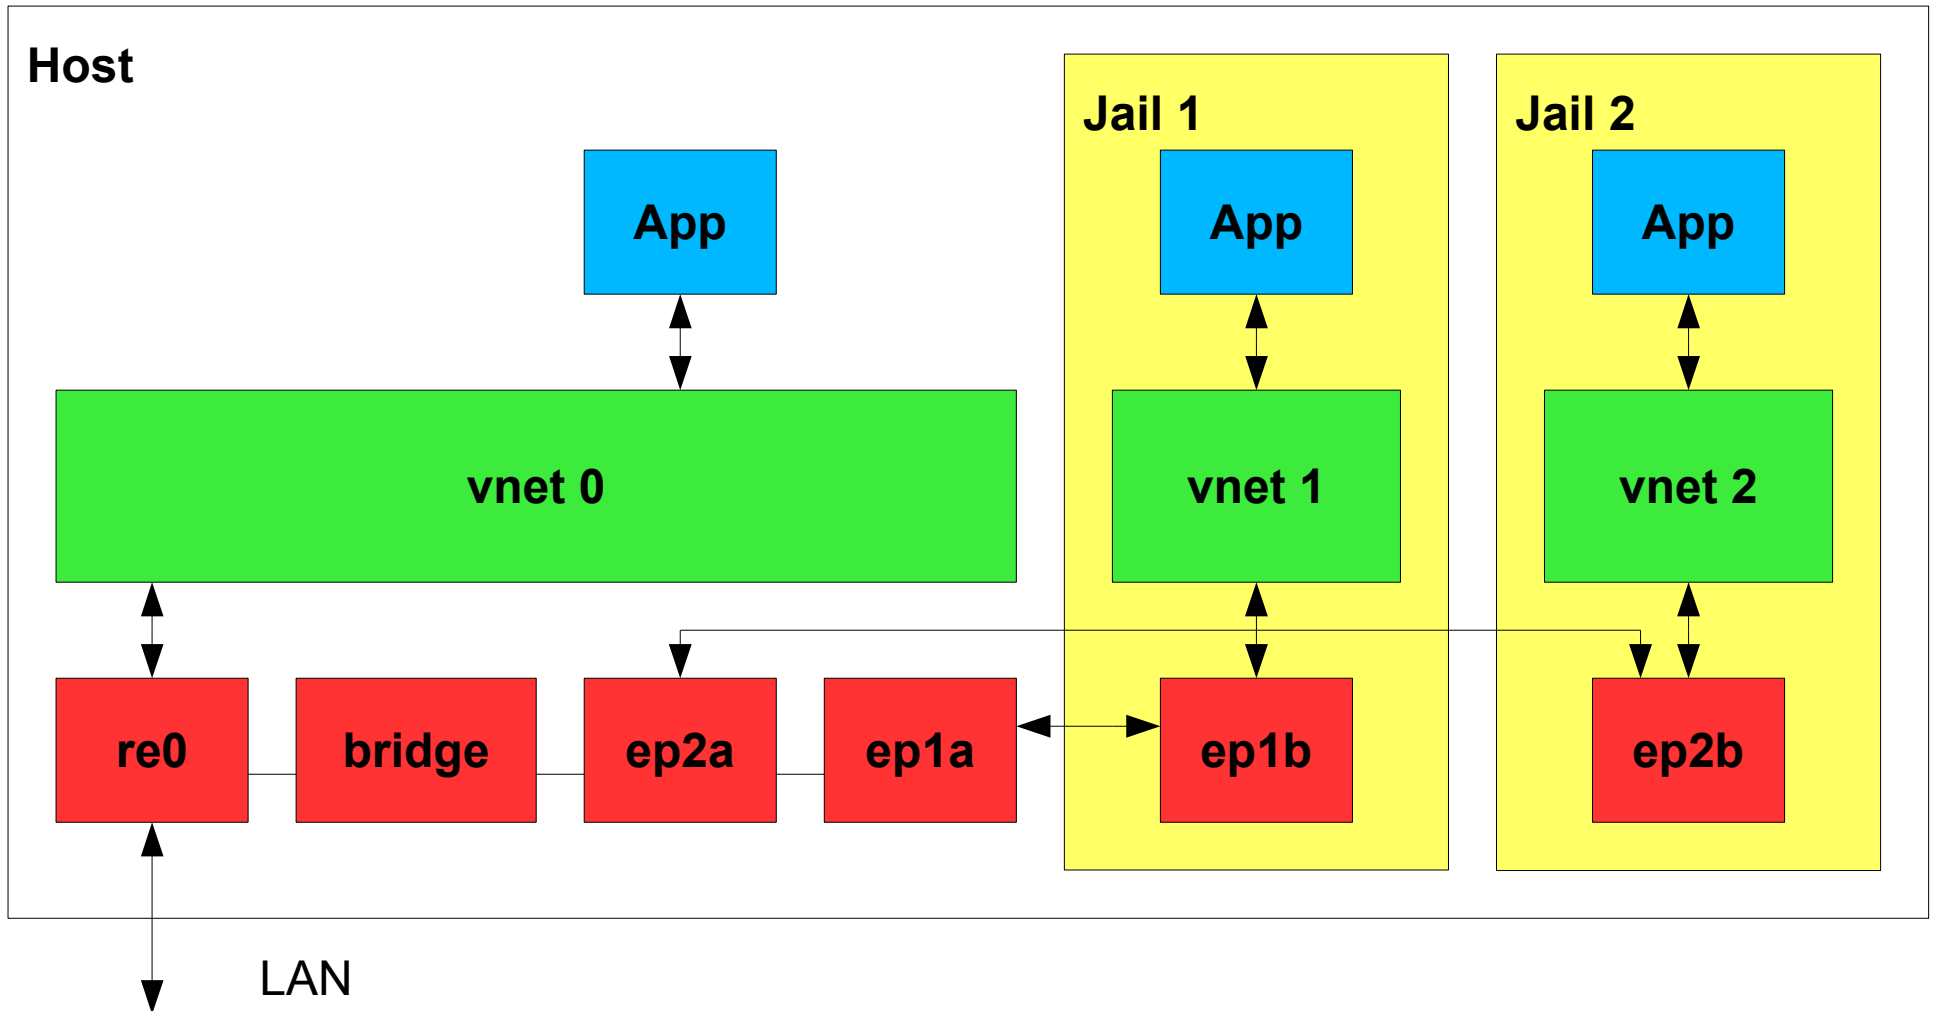 Host
Jail 1
Jail 2
App
App
App
vnet 0
vnet 1
vnet 2
re0
bridge
ep2a
ep1a
ep1b
ep2b
LAN